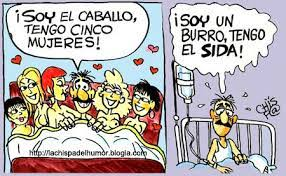 ¡SOY EL CABALLO,
TENGO CINCO
MUJERES!
http://lachispadelhumor.blogia.com
¡SOY UN
BURRO, TENGO
EL SIDA!